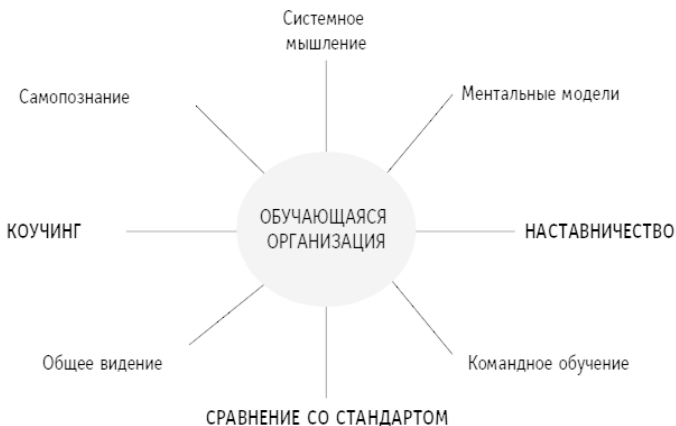 Системное
мышление
Самопознание
Ментальные модели
ОБУЧАЮЩАЯСЯ
ОРГАНИЗАЦИЯ
КОУЧИНГ
НАСТАВНИЧЕСТВО
Общее видение
Командное обучение
СРАВНЕНИЕ СО СТАНДАРТОМ